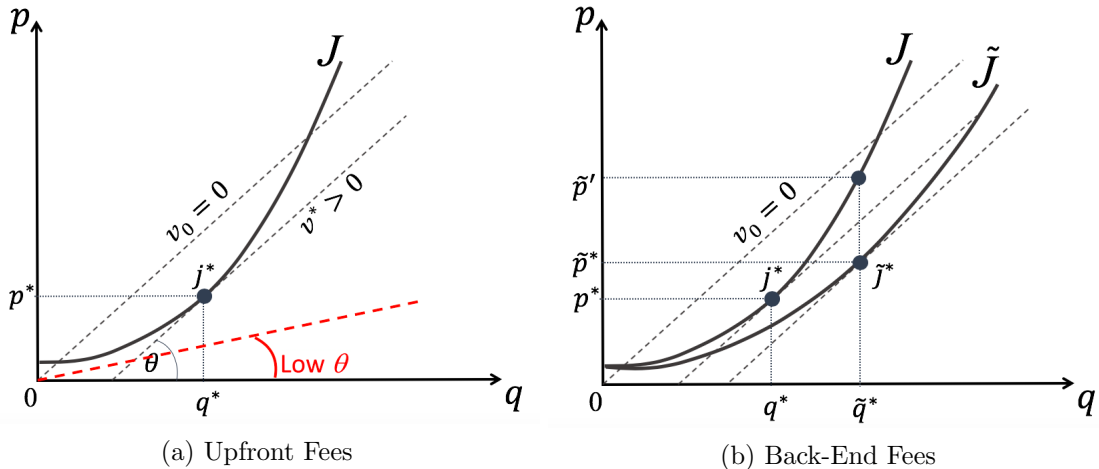 p
J
v₀ = 0
v* > 0
j*
p*
θ
Low θ
0
q*
q
(a) Upfront Fees
p
J
J̃
p̃′
v₀ = 0
p̃*
j*
j̃*
p*
0
q*
q̃*
q
(b) Back-End Fees